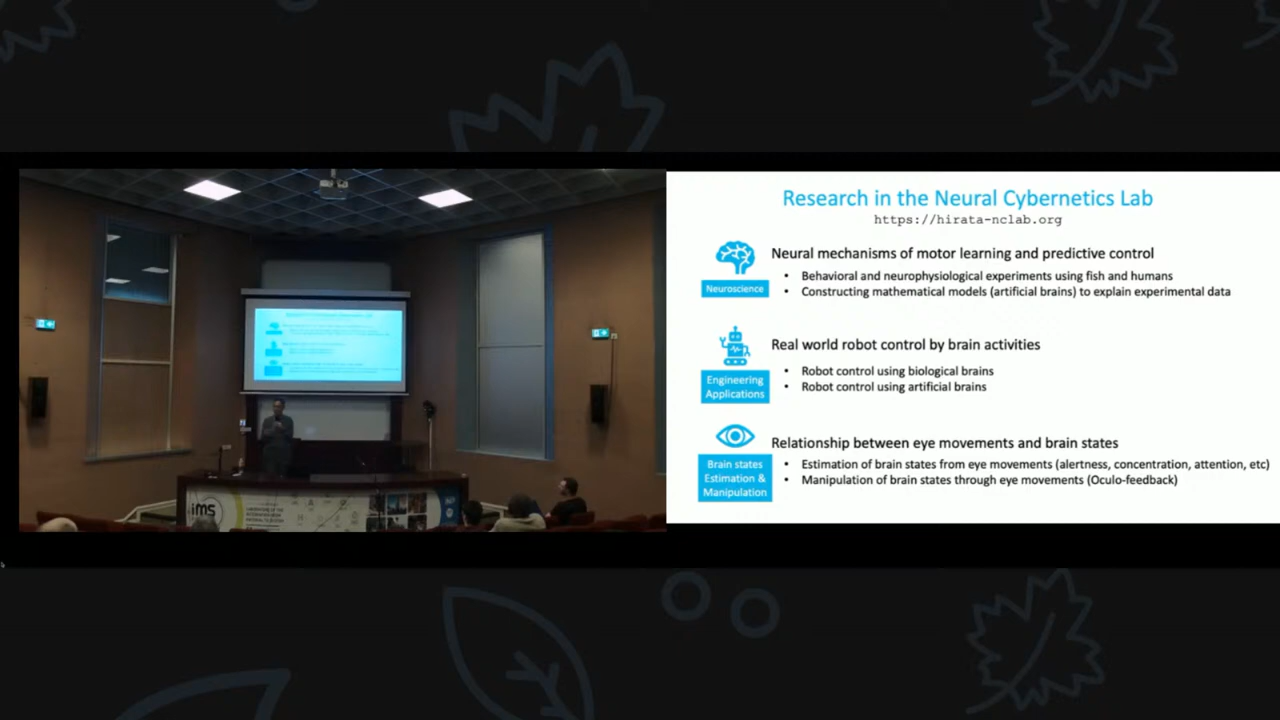 Research in the Neural Cybernetics Lab
https://hirata-nclab.org
Neural mechanisms of motor learning and predictive control
Neuroscience
• Behavioral and neurophysiological experiments using fish and humans
• Constructing mathematical models (artificial brains) to explain experimental data
Real world robot control by brain activities
Engineering
Applications
• Robot control using biological brains
• Robot control using artificial brains
Relationship between eye movements and brain states
Brain states
Estimation &
Manipulation
• Estimation of brain states from eye movements (alertness, concentration, attention, etc)
• Manipulation of brain states through eye movements (Oculo-feedback)
ims